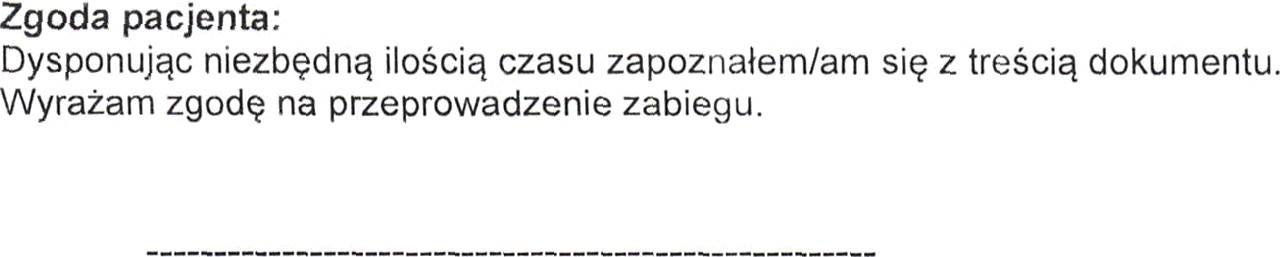 Zgoda pacjenta:
Dysponując niezbędną ilością czasu zapoznałem/am się z treścią dokumentu.
Wyrażam zgodę na przeprowadzenie zabiegu.